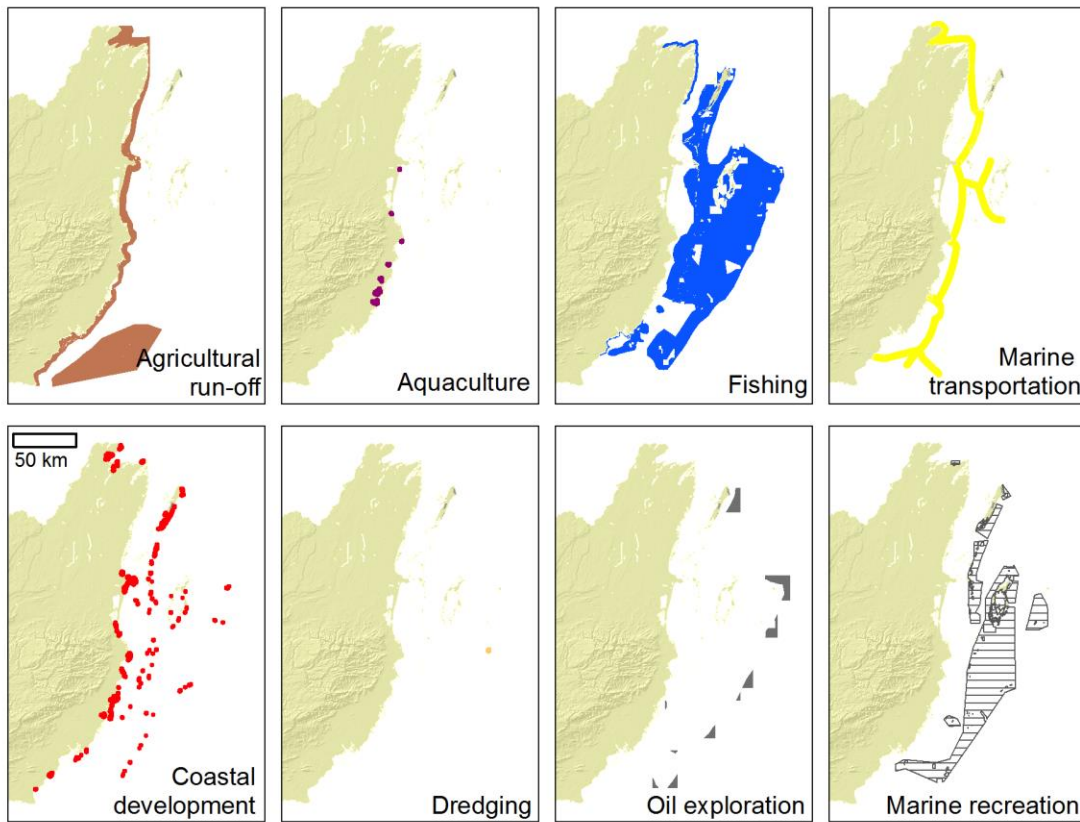 Agricultural
run-off
Aquaculture
Fishing
Marine
transportation
50 km
Coastal
development
Dredging
Oil exploration
Marine recreation